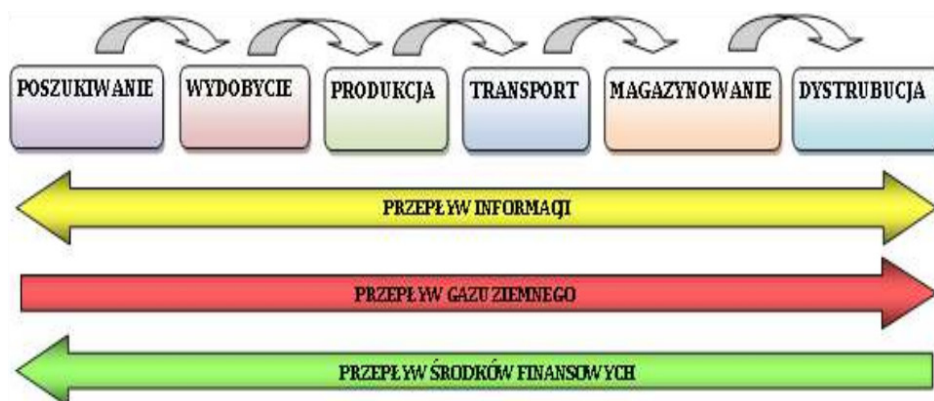 POSZUKIWANIE
WYDOBYCIE
PRODUKCJA
TRANSPORT
MAGAZYNOWANIE
DYSTRUBUCJA
PRZEPŁYW INFORMACJI
PRZEPŁYW GAZU ZIEMNEGO
PRZEPŁYW ŚRODKÓW FINANSOWYCH